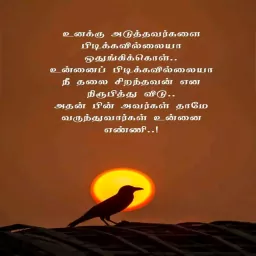 உனக்கு அடுத்தவர்களை
பிடிக்கவில்லையா
ஒதுங்கிக்கொள்..
உன்னைப் பிடிக்கவில்லையா
நீ தலை சிறந்தவன் என
நிரூபித்து விடு..
அதன் பின் அவர்கள் தாமே
வருந்துவார்கள் உன்னை
எண்ணி..!